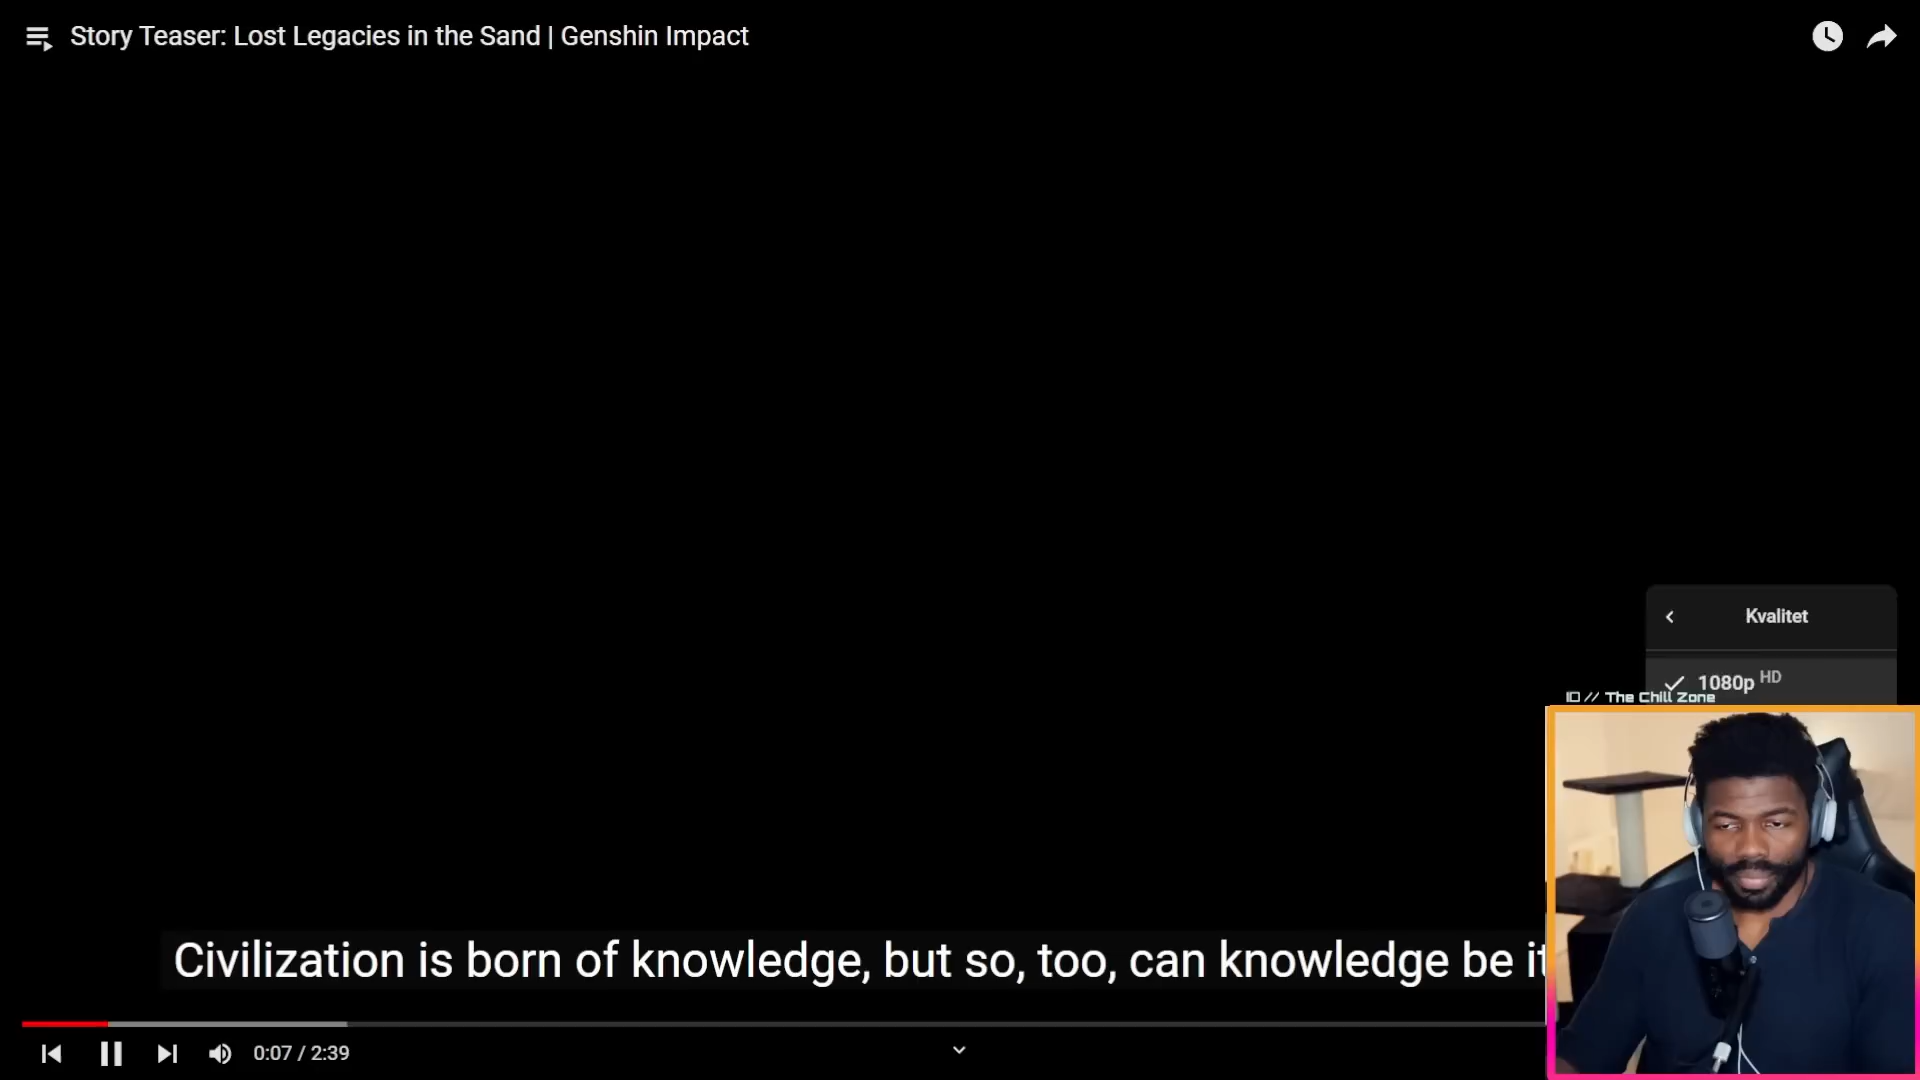 Story Teaser: Lost Legacies in the Sand | Genshin Impact
Kvalitet
1080p HD
// The Chill Zone
Civilization is born of knowledge, but so, too, can knowledge be
0:07 / 2:39